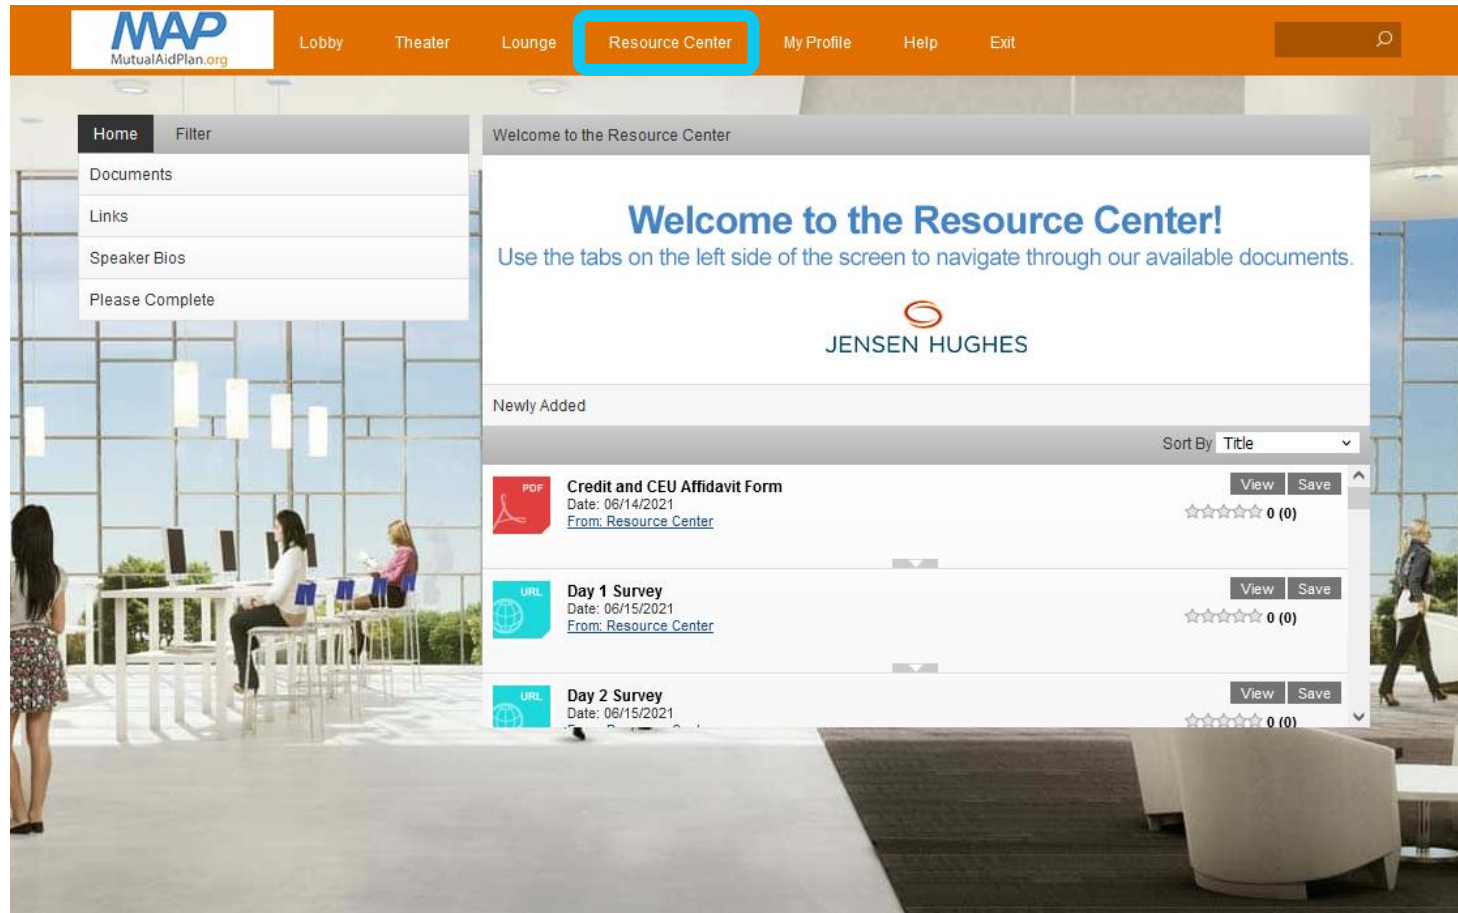 MAP
MutualAidPlan.org
Lobby Theater Lounge Resource Center My Profile Help Exit
Home Filter
Documents
Links
Speaker Bios
Please Complete
Welcome to the Resource Center
Welcome to the Resource Center!
Use the tabs on the left side of the screen to navigate through our available documents.
JENSEN HUGHES
Newly Added
Sort By Title
PDF
Credit and CEU Affidavit Form
Date: 06/14/2021
From: Resource Center
View Save
0 (0)
URL
Day 1 Survey
Date: 06/15/2021
From: Resource Center
View Save
0 (0)
URL
Day 2 Survey
Date: 06/15/2021
View Save
0 (0)